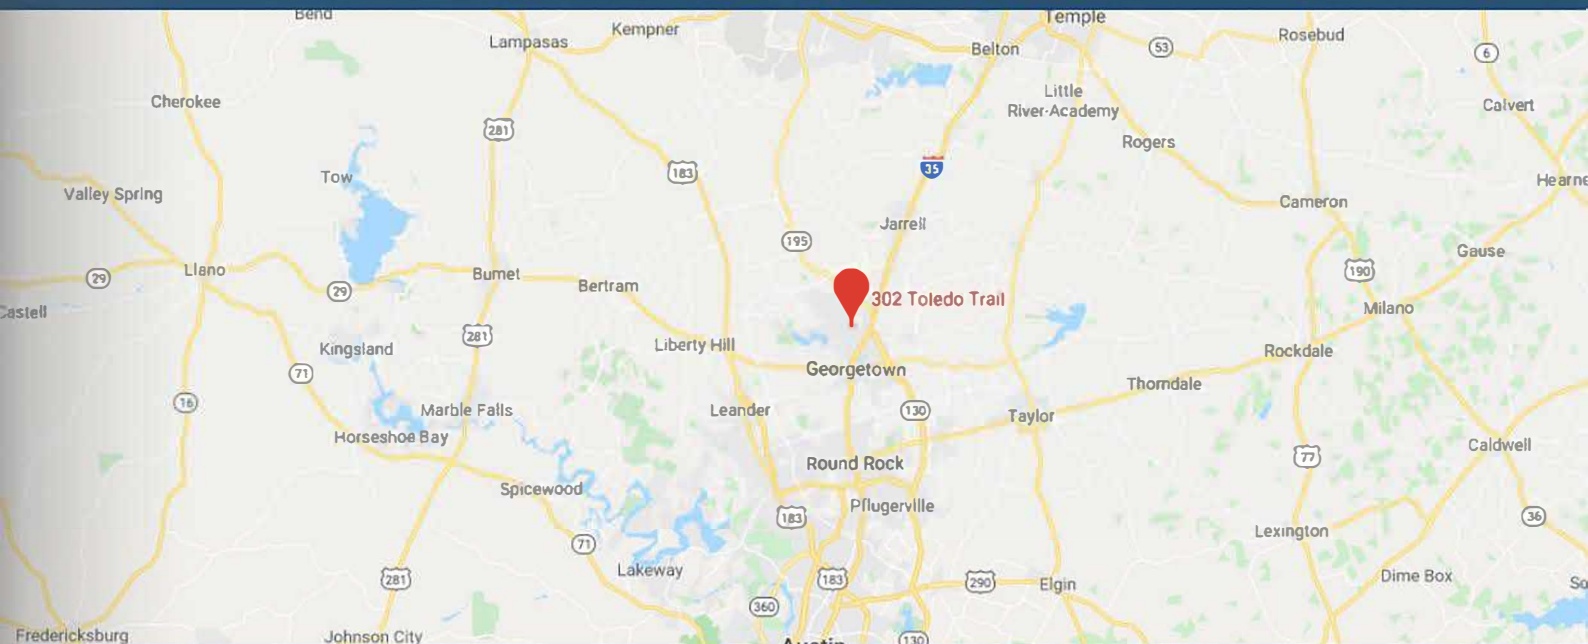 Bend
Temple
Kempner
Rosebud
Lampasas
53
Belton
6
Little
River-Academy
Cherokee
Calvert
281
Rogers
35
183
Tow
Hearne
Valley Spring
Cameron
Jarrell
195
Gause
Llano
190
Bumet
29
Bertram
29
302 Toledo Trail
Milano
Castell
281
Liberty Hill
Kingsland
Rockdale
Georgetown
71
Thorndale
16
Marble Falls
Leander
130
Taylor
Horseshoe Bay
Caldwell
77
Round Rock
Spicewood
Pflugerville
183
36
Lexington
71
Lakeway
Dime Box
281
183
290
Elgin
So
360
Fredericksburg
Johnson City
Austin
130